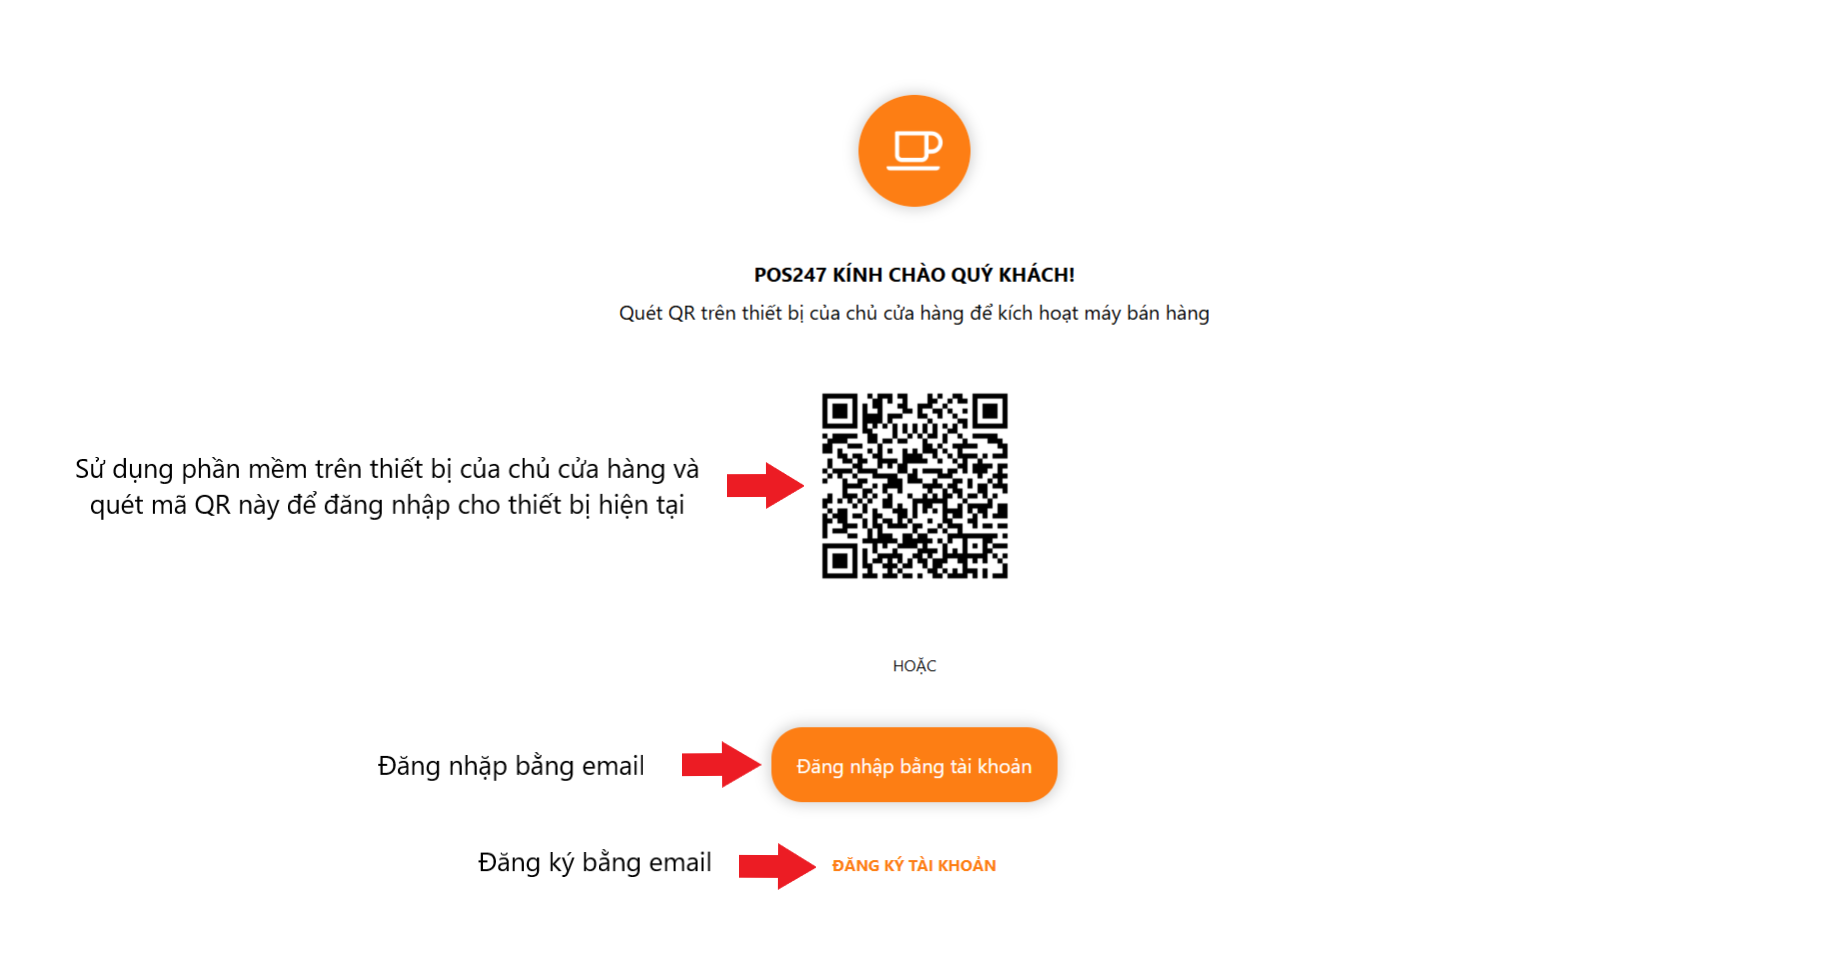 POS247 KÍNH CHÀO QUÝ KHÁCH!
Quét QR trên thiết bị của chủ cửa hàng để kích hoạt máy bán hàng
Sử dụng phần mềm trên thiết bị của chủ cửa hàng và
quét mã QR này để đăng nhập cho thiết bị hiện tại
HOẶC
Đăng nhặp bằng email
Đăng nhập bằng tài khoản
Đăng ký bằng email
ĐĂNG KÝ TÀI KHOẢN